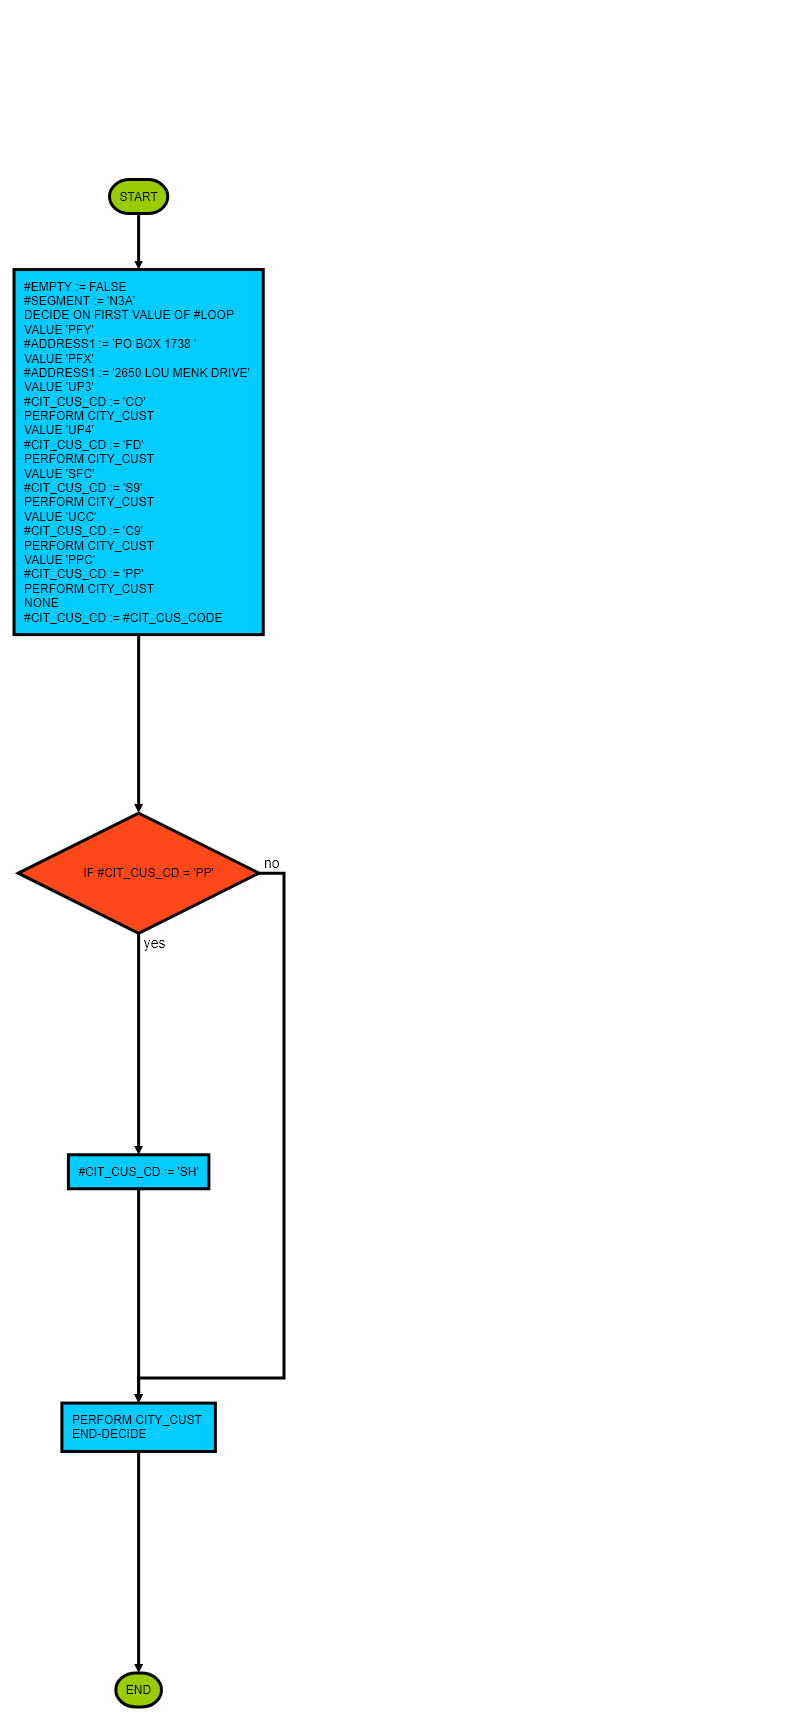 START
#EMPTY := FALSE
#SEGMENT := 'N3A'
DECIDE ON FIRST VALUE OF #LOOP
VALUE 'PFY'
#ADDRESS1 := 'PO BOX 1738 '
VALUE 'PFX'
#ADDRESS1 := '2650 LOU MENK DRIVE'
VALUE 'UP3'
#CIT_CUS_CD := 'CO'
PERFORM CITY_CUST
VALUE 'UP4'
#CIT_CUS_CD := 'FD'
PERFORM CITY_CUST
VALUE 'SFC'
#CIT_CUS_CD := 'S9'
PERFORM CITY_CUST
VALUE 'UCC'
#CIT_CUS_CD := 'C9'
PERFORM CITY_CUST
VALUE 'PPC'
#CIT_CUS_CD := 'PP'
PERFORM CITY_CUST
NONE
#CIT_CUS_CD := #CIT_CUS_CODE
IF #CIT_CUS_CD = 'PP'
no
yes
#CIT_CUS_CD := 'SH'
PERFORM CITY_CUST
END-DECIDE
END